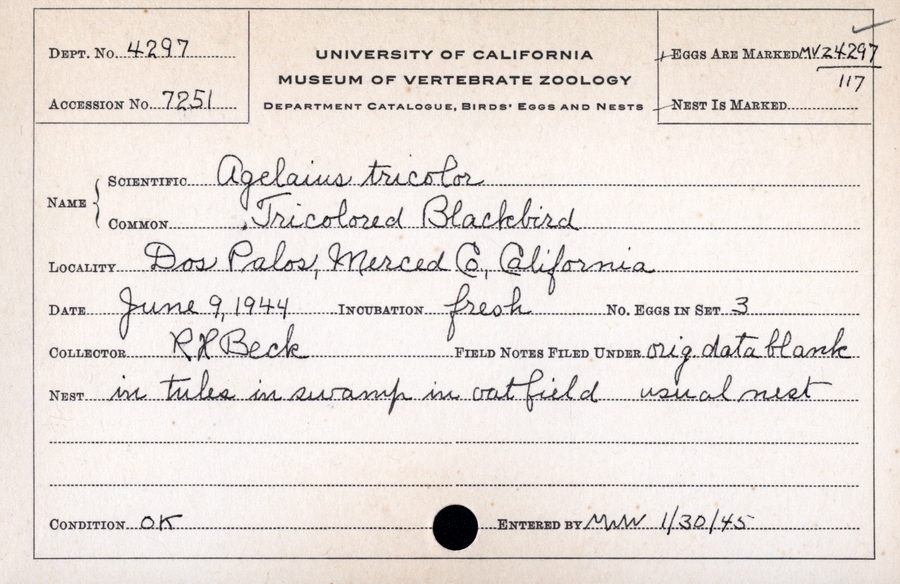 DEPT. NO. 4297
ACCESSION NO. 7251
UNIVERSITY OF CALIFORNIA
MUSEUM OF VERTEBRATE ZOOLOGY
DEPARTMENT CATALOGUE, BIRDS' EGGS AND NESTS
EGGS ARE MARKED MVZ 4297
117
NEST IS MARKED
NAME
SCIENTIFIC Agelaius tricolor
COMMON Tricolored Blackbird
LOCALITY Dos Palos, Merced Co., California
DATE June 9, 1944 INCUBATION fresh NO. EGGS IN SET 3
COLLECTOR R H Beck FIELD NOTES FILED UNDER orig. data blank
NEST in tules in swamp in oat field usual nest
CONDITION OK ENTERED BY 1/30/45